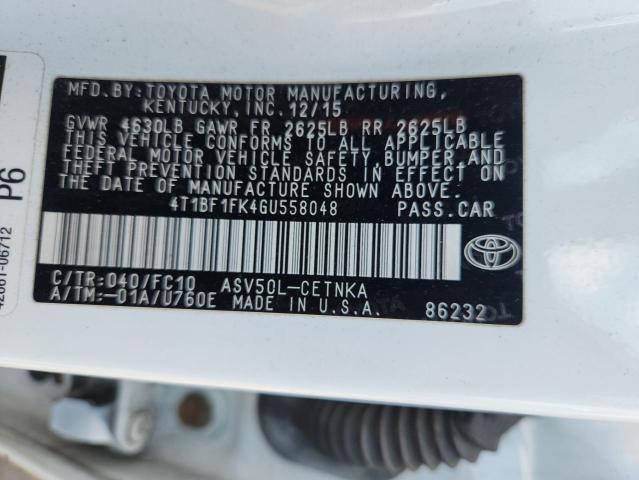 MFD.BY:TOYOTA MOTOR MANUFACTURING,
KENTUCKY, INC. 12/15
GVWR 4630LB GAWR FR 2625LB RR 2625LB
THIS VEHICLE CONFORMS TO ALL APPLICABLE
FEDERAL MOTOR VEHICLE SAFETY, BUMPER, AND
THEFT PREVENTION STANDARDS IN EFFECT ON
THE DATE OF MANUFACTURE SHOWN ABOVE.
4T1BF1FK4GU558048 PASS.CAR
C/TR:040/FC10 ASV50L-CETNKA
A/TM:-01A/U760E MADE IN U.S.A.
86232
P6